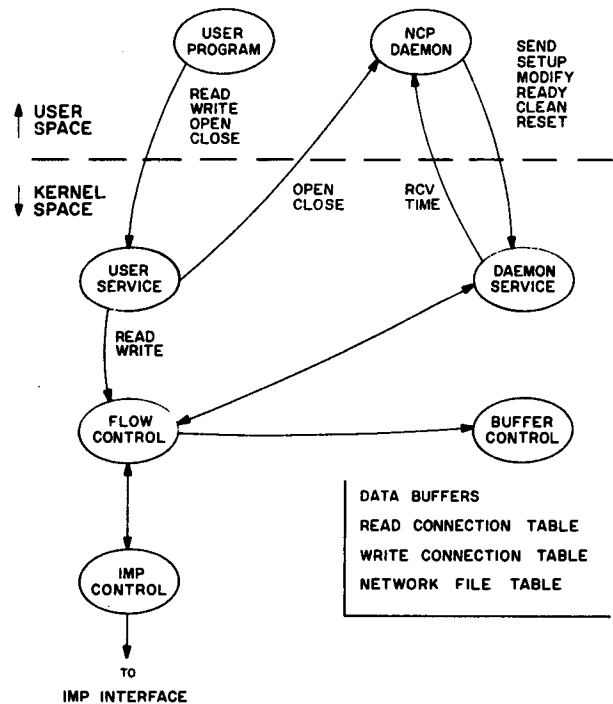 USER
PROGRAM
NCP
DAEMON
READ
WRITE
OPEN
CLOSE
SEND
SETUP
MODIFY
READY
CLEAN
RESET
USER
SPACE
KERNEL
SPACE
OPEN
CLOSE
RCV
TIME
USER
SERVICE
DAEMON
SERVICE
READ
WRITE
FLOW
CONTROL
BUFFER
CONTROL
DATA BUFFERS
READ CONNECTION TABLE
WRITE CONNECTION TABLE
NETWORK FILE TABLE
IMP
CONTROL
TO
IMP INTERFACE